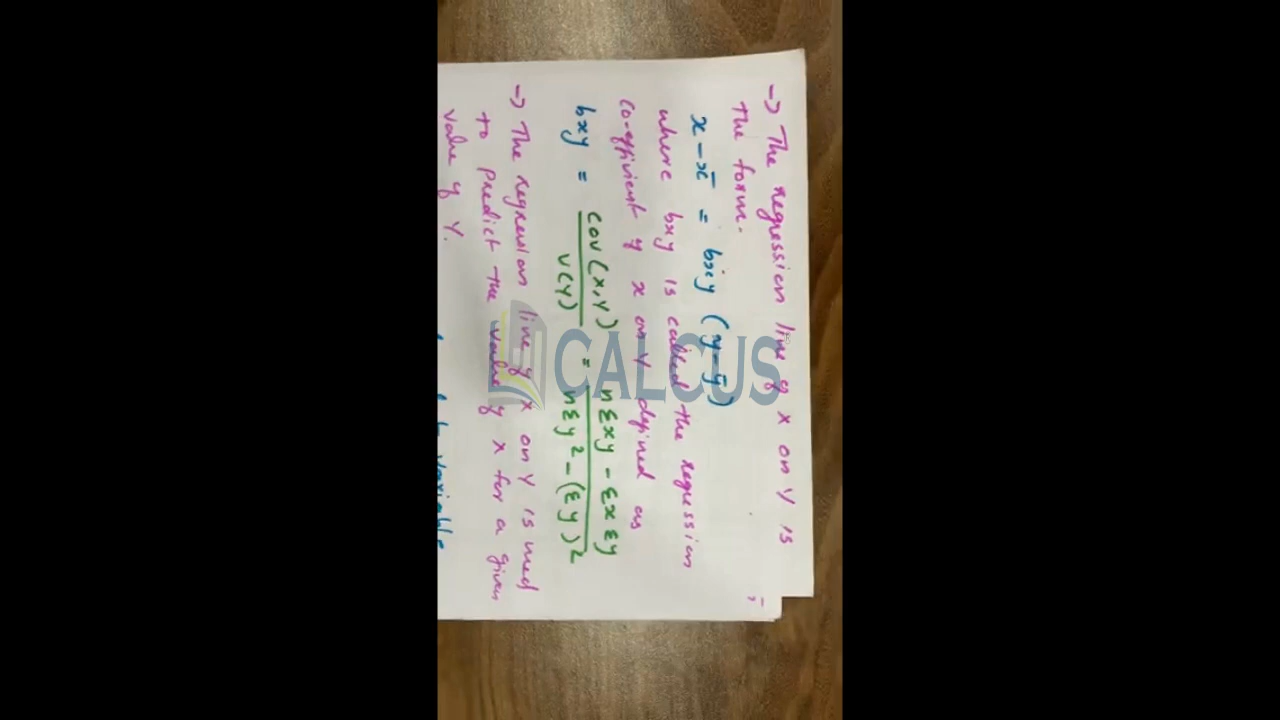 → The regression line of X on Y is
the form.
x - x̄ = bxy (y - ȳ)
where bxy is called the regression
co-efficient of x on Y defined as
bxy = cov(X,Y) / V(Y) = nΣxy - ΣxΣy / nΣy² - (Σy)²
→ The regression line of X on Y is used
to predict the value of X for a given
value of Y.
variable
CALCUS